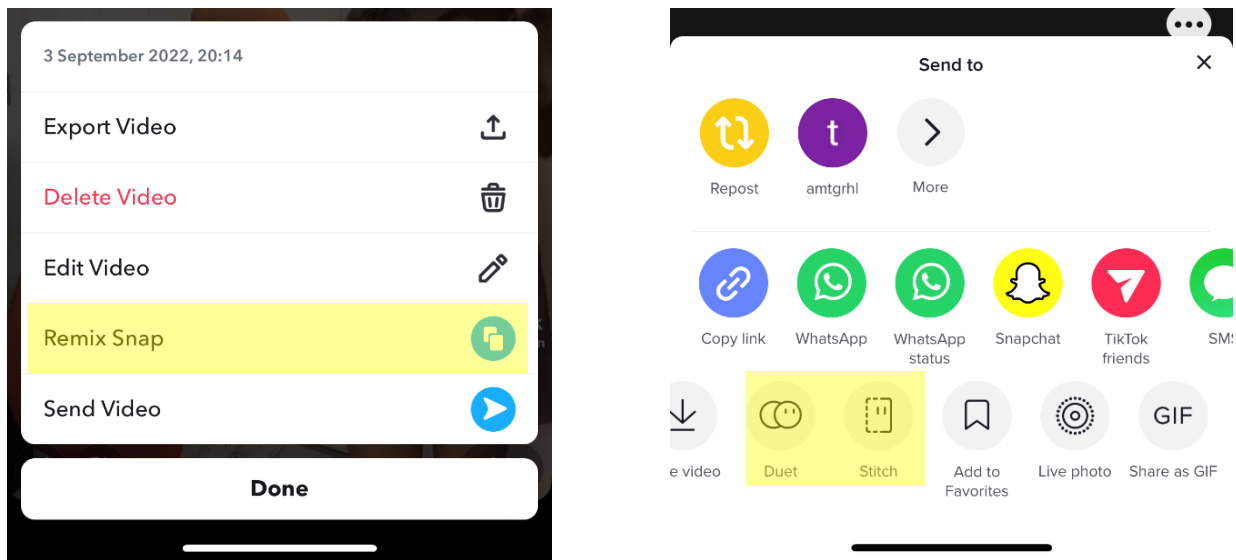 3 September 2022, 20:14
Export Video
Delete Video
Edit Video
Remix Snap
Send Video
Done
Send to
t
Repost
amtgrhl
More
Copy link
WhatsApp
WhatsApp
status
Snapchat
TikTok
friends
SMS
GIF
e video
Duet
Stitch
Add to
Favorites
Live photo
Share as GIF